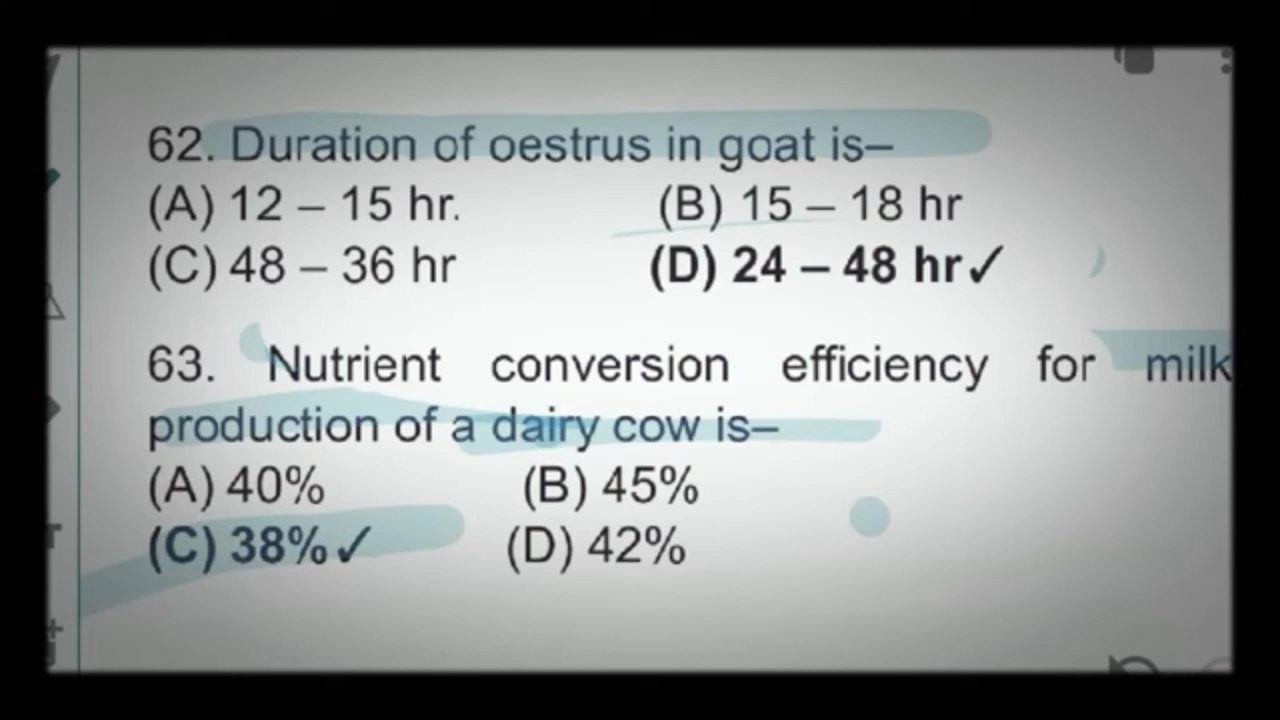 62. Duration of oestrus in goat is–
(A) 12 – 15 hr. (B) 15 – 18 hr
(C) 48 – 36 hr (D) 24 – 48 hr✓
63. Nutrient conversion efficiency for milk
production of a dairy cow is–
(A) 40% (B) 45%
(C) 38%✓ (D) 42%